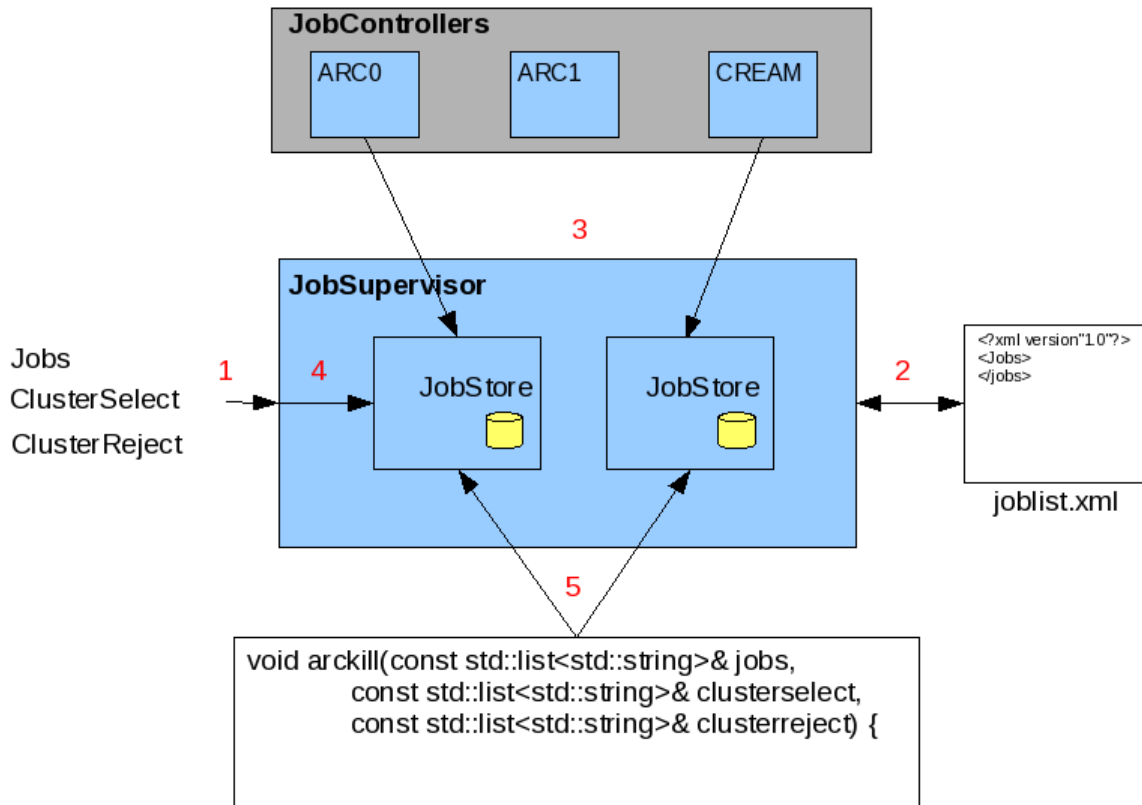 JobControllers
ARC0
ARC1
CREAM
3
JobSupervisor
Jobs
ClusterSelect
ClusterReject
1
4
JobStore
JobStore
2
<?xml version"1.0"?>
<Jobs>
</jobs>
joblist.xml
5
void arckill(const std::list<std::string>& jobs,
const std::list<std::string>& clusterselect,
const std::list<std::string>& clusterreject) {